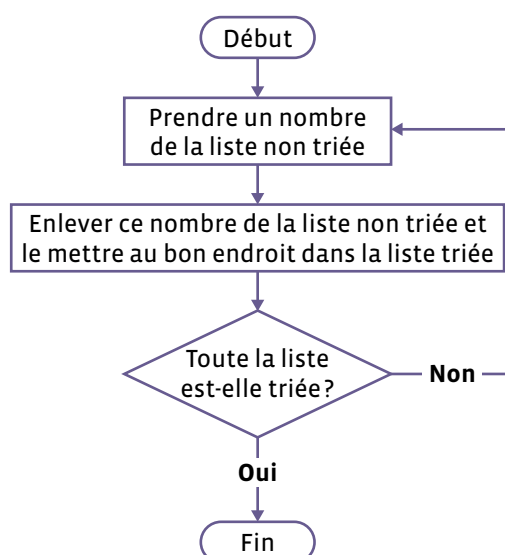 Début
Prendre un nombre
de la liste non triée
Enlever ce nombre de la liste non triée et
le mettre au bon endroit dans la liste triée
Toute la liste
est-elle triée ?
Non
Oui
Fin